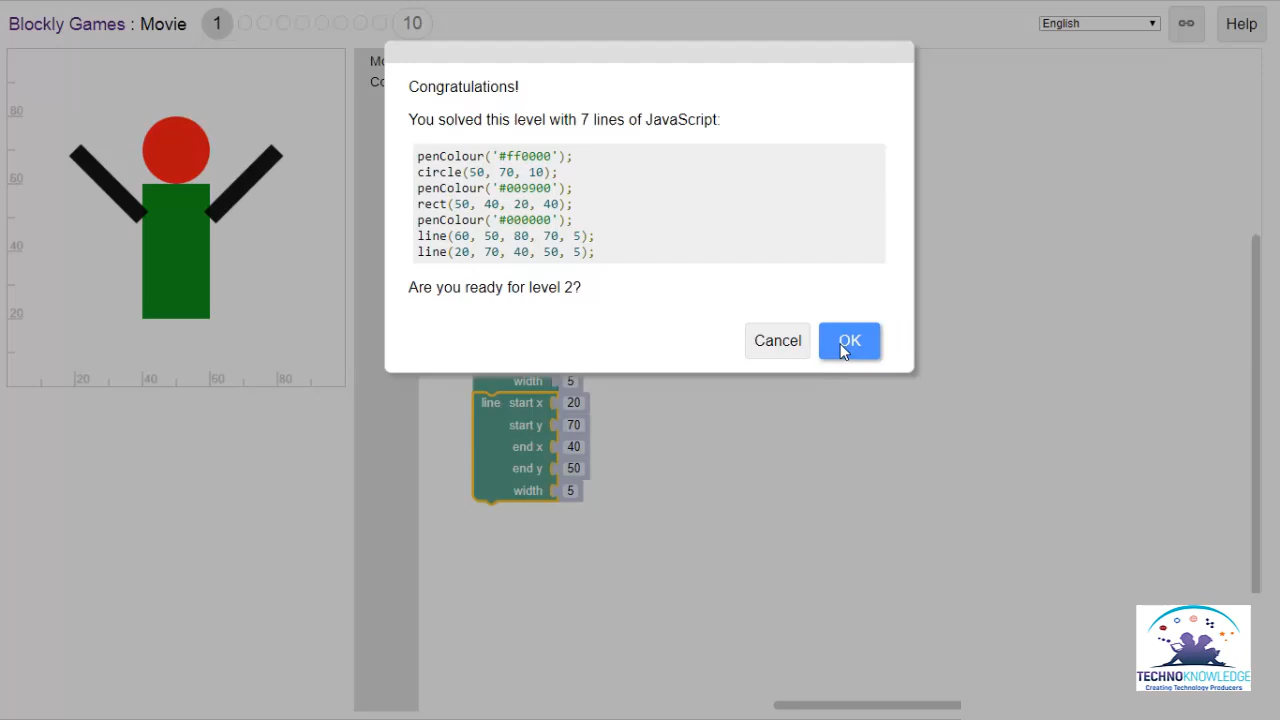 Blockly Games : Movie 1 10 English Help
Mo
Co
80
60
40
20
20 40 60 80
Congratulations!
You solved this level with 7 lines of JavaScript:
penColour('#ff0000');
circle(50, 70, 10);
penColour('#009900');
rect(50, 40, 20, 40);
penColour('#000000');
line(60, 50, 80, 70, 5);
line(20, 70, 40, 50, 5);
Are you ready for level 2?
Cancel OK
width 5
line start x 20
start y 70
end x 40
end y 50
width 5
TECHNOKNOWLEDGE
Creating Technology Producers